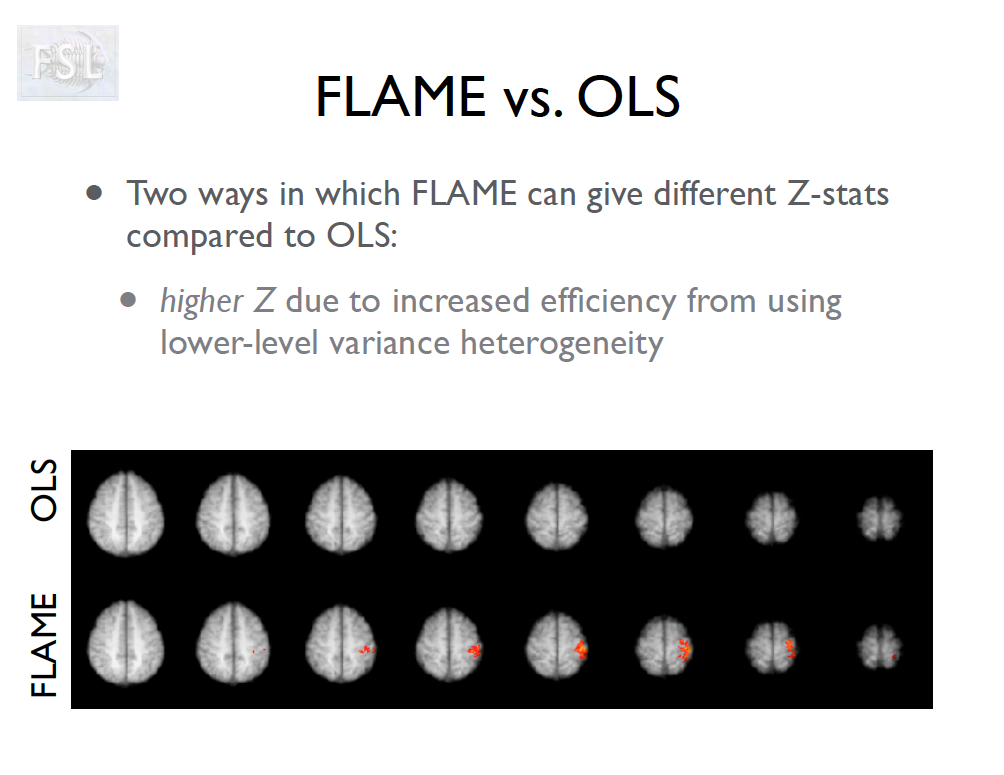 FSL
FLAME vs. OLS
• Two ways in which FLAME can give different Z-stats
compared to OLS:
• higher Z due to increased efficiency from using
lower-level variance heterogeneity
OLS
FLAME